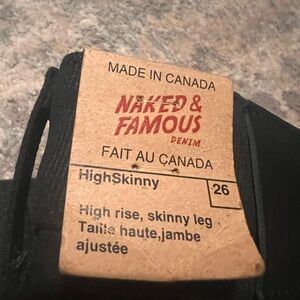 MADE IN CANADA
NAKED &
FAMOUS
DENIM
FAIT AU CANADA
HighSkinny
26
High rise, skinny leg
Taille haute,jambe
ajustée